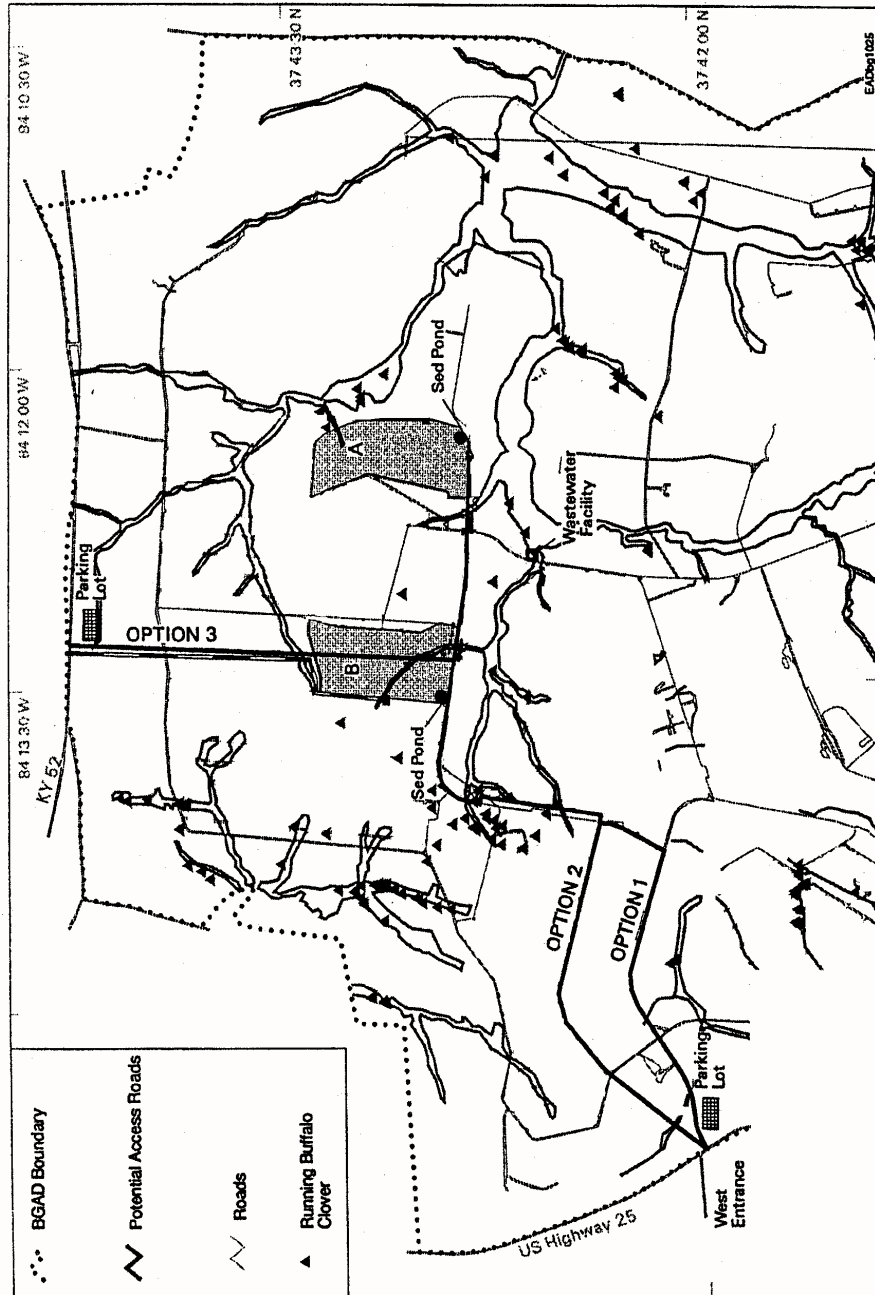 84 13 30 W
84 12 00 W
84 10 30 W
KY 52
Parking
Lot
OPTION 3
37 43 30 N
B
A
Sed Pond
Sed Pond
Wastewater
Facility
OPTION 2
OPTION 1
37 42 00 N
Parking
Lot
West
Entrance
US Highway 25
BGAD Boundary
Potential Access Roads
Roads
Running Buffalo
Clover
EADbg1025